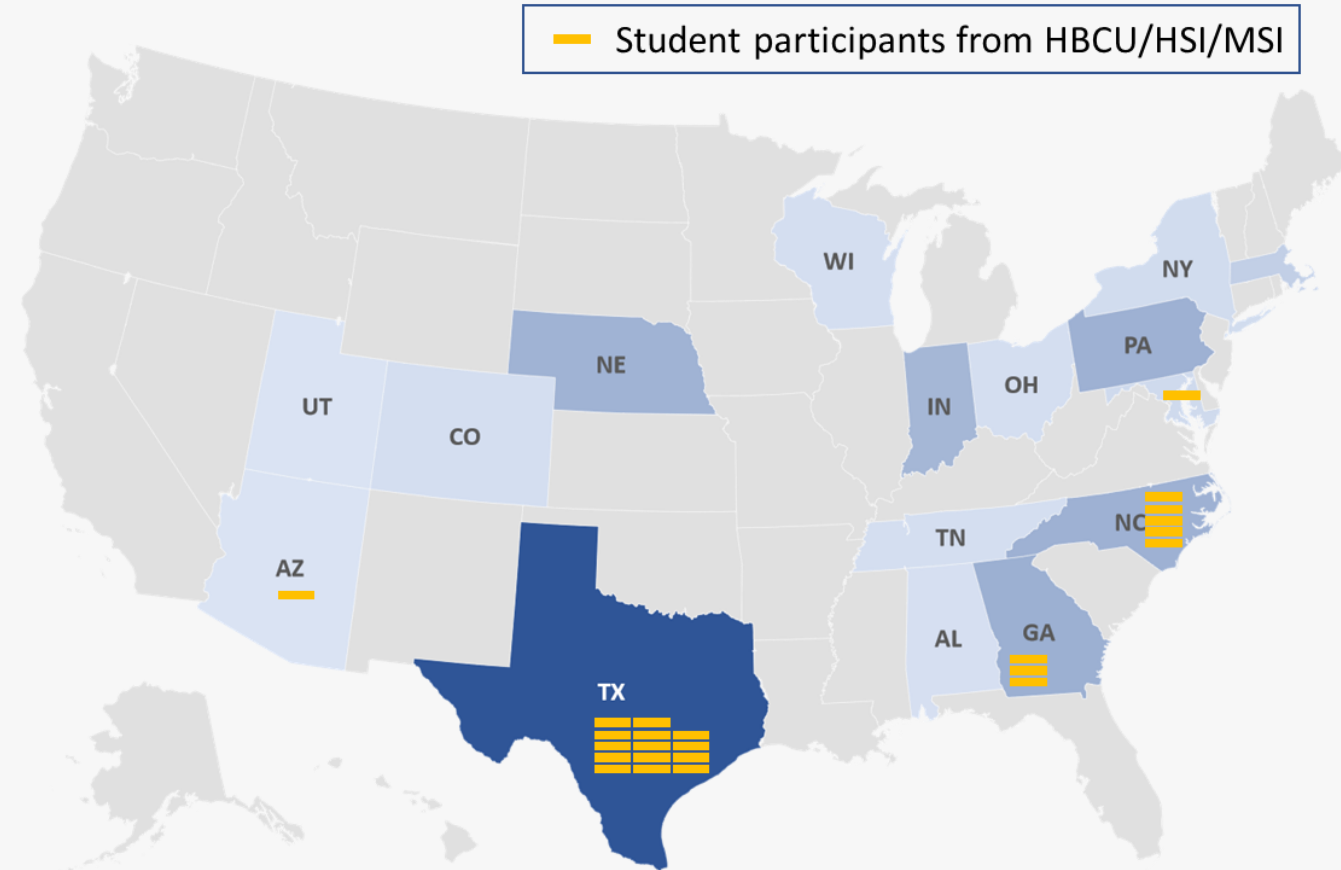 Student participants from HBCU/HSI/MSI
WI
NY
NE
PA
UT
IN
OH
CO
NC
TN
AZ
AL
GA
TX